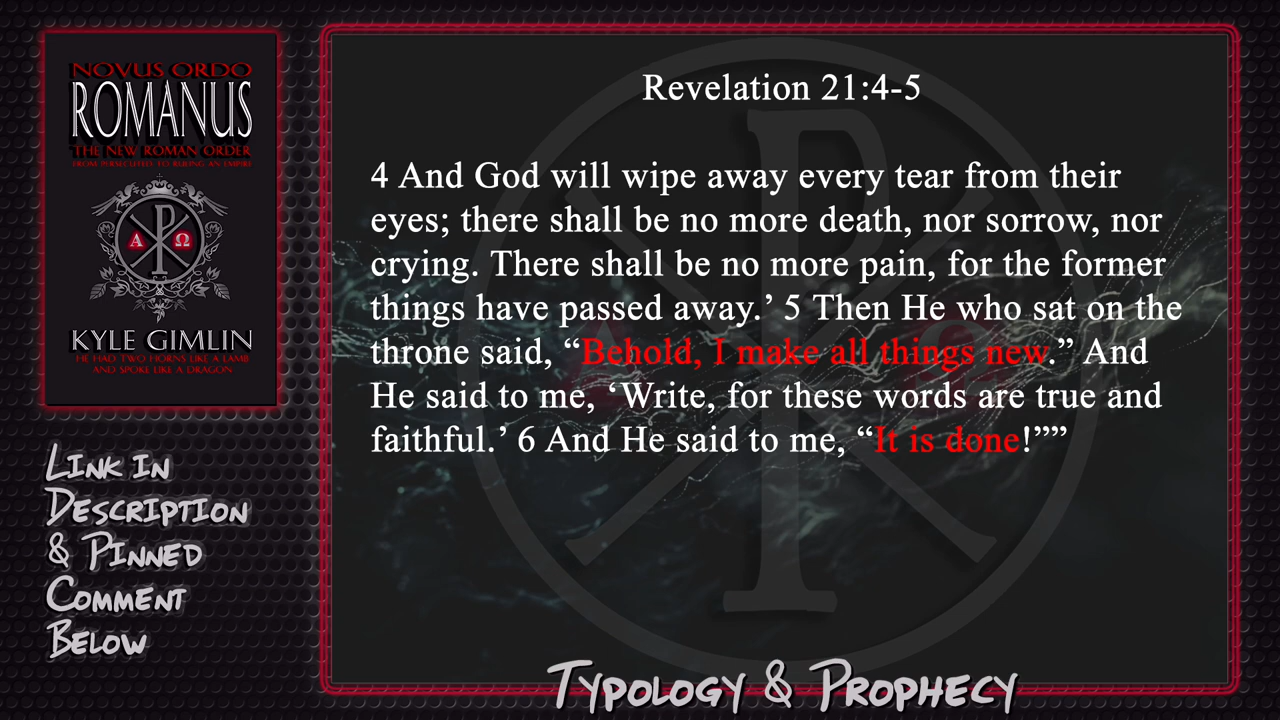 NOVUS ORDO
ROMANUS
THE NEW ROMAN ORDER
FROM PERSECUTED TO RULING AN EMPIRE
Α Ω
KYLE GIMLIN
HE HAD TWO HORNS LIKE A LAMB
AND SPOKE LIKE A DRAGON
LINK IN
DESCRIPTION
& PINNED
COMMENT
BELOW
Revelation 21:4-5
4 And God will wipe away every tear from their
eyes; there shall be no more death, nor sorrow, nor
crying. There shall be no more pain, for the former
things have passed away.’ 5 Then He who sat on the
throne said, “Behold, I make all things new.” And
He said to me, ‘Write, for these words are true and
faithful.’ 6 And He said to me, “It is done!””’’
TYPOLOGY & PROPHECY